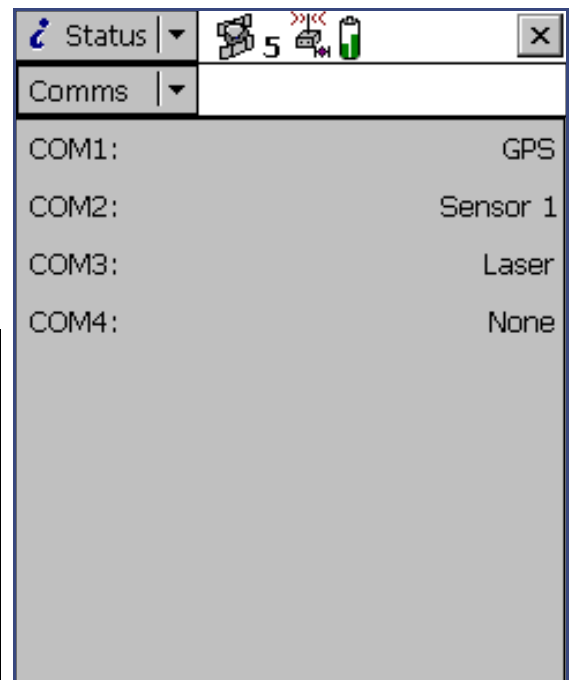 i Status 5
Comms
COM1: GPS
COM2: Sensor 1
COM3: Laser
COM4: None